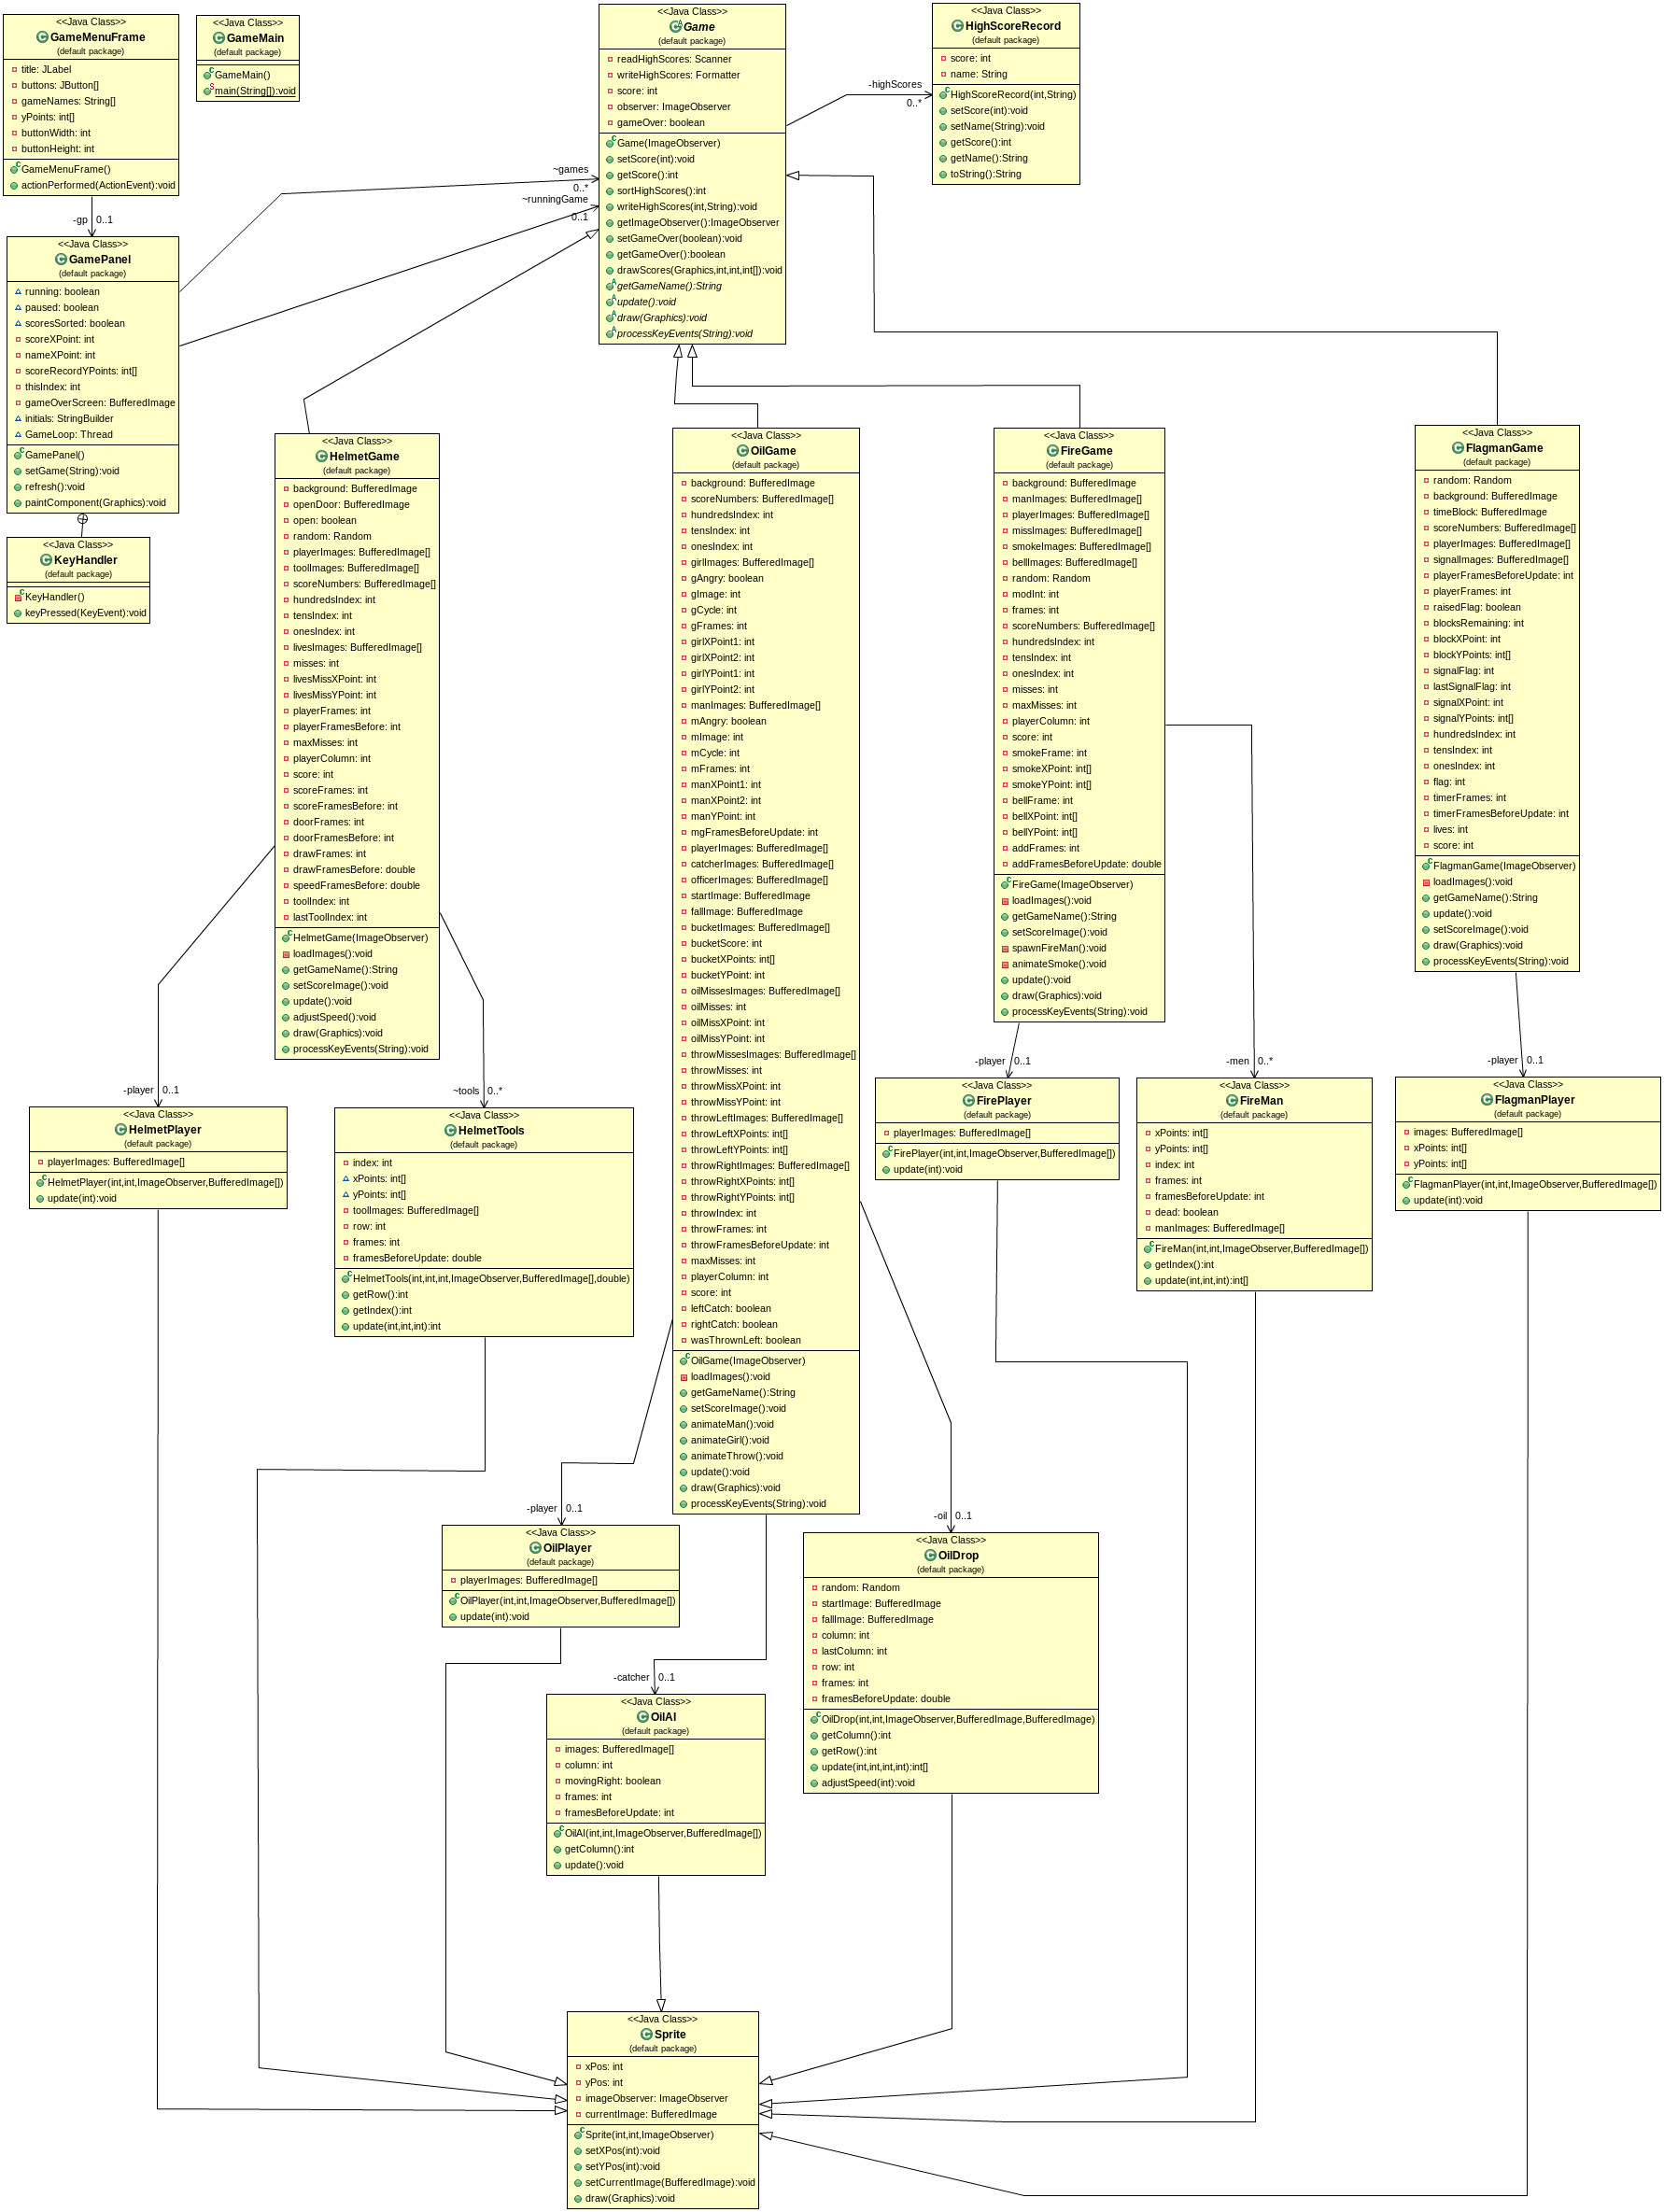 <<Java Class>>
GameMenuFrame
(default package)
title: JLabel
buttons: JButton[]
gameNames: String[]
yPoints: int[]
buttonWidth: int
buttonHeight: int
GameMenuFrame()
actionPerformed(ActionEvent):void
<<Java Class>>
GameMain
(default package)
GameMain()
main(String[]):void
<<Java Class>>
Game
(default package)
readHighScores: Scanner
writeHighScores: Formatter
score: int
observer: ImageObserver
gameOver: boolean
Game(ImageObserver)
setScore(int):void
getScore():int
sortHighScores():int
writeHighScores(int,String):void
getImageObserver():ImageObserver
setGameOver(boolean):void
getGameOver():boolean
drawScores(Graphics,int,int,int[]):void
getGameName():String
update():void
draw(Graphics):void
processKeyEvents(String):void
-highScores
0..*
<<Java Class>>
HighScoreRecord
(default package)
score: int
name: String
HighScoreRecord(int,String)
setScore(int):void
setName(String):void
getScore():int
getName():String
toString():String
~games
0..*
~runningGame
0..1
-gp 0..1
<<Java Class>>
GamePanel
(default package)
running: boolean
paused: boolean
scoresSorted: boolean
scoreXPoint: int
nameXPoint: int
scoreRecordYPoints: int[]
thisIndex: int
gameOverScreen: BufferedImage
initials: StringBuilder
GameLoop: Thread
GamePanel()
setGame(String):void
refresh():void
paintComponent(Graphics):void
<<Java Class>>
KeyHandler
(default package)
KeyHandler()
keyPressed(KeyEvent):void
<<Java Class>>
HelmetGame
(default package)
background: BufferedImage
openDoor: BufferedImage
open: boolean
random: Random
playerImages: BufferedImage[]
toolImages: BufferedImage[]
scoreNumbers: BufferedImage[]
hundredsIndex: int
tensIndex: int
onesIndex: int
livesImages: BufferedImage[]
misses: int
livesMissXPoint: int
livesMissYPoint: int
playerFrames: int
playerFramesBefore: int
maxMisses: int
playerColumn: int
score: int
scoreFrames: int
scoreFramesBefore: int
doorFrames: int
doorFramesBefore: int
drawFrames: int
drawFramesBefore: double
speedFramesBefore: double
toolIndex: int
lastToolIndex: int
HelmetGame(ImageObserver)
loadImages():void
getGameName():String
setScoreImage():void
update():void
adjustSpeed():void
draw(Graphics):void
processKeyEvents(String):void
<<Java Class>>
OilGame
(default package)
background: BufferedImage
scoreNumbers: BufferedImage[]
hundredsIndex: int
tensIndex: int
onesIndex: int
girlImages: BufferedImage[]
gAngry: boolean
gImage: int
gCycle: int
gFrames: int
girlXPoint1: int
girlXPoint2: int
girlYPoint1: int
girlYPoint2: int
manImages: BufferedImage[]
mAngry: boolean
mImage: int
mCycle: int
mFrames: int
manXPoint1: int
manXPoint2: int
manYPoint: int
mgFramesBeforeUpdate: int
playerImages: BufferedImage[]
catcherImages: BufferedImage[]
officerImages: BufferedImage[]
startImage: BufferedImage
fallImage: BufferedImage
bucketImages: BufferedImage[]
bucketScore: int
bucketXPoints: int[]
bucketYPoint: int
oilMissesImages: BufferedImage[]
oilMisses: int
oilMissXPoint: int
oilMissYPoint: int
throwMissesImages: BufferedImage[]
throwMisses: int
throwMissXPoint: int
throwMissYPoint: int
throwLeftImages: BufferedImage[]
throwLeftXPoints: int[]
throwLeftYPoints: int[]
throwRightImages: BufferedImage[]
throwRightXPoints: int[]
throwRightYPoints: int[]
throwIndex: int
throwFrames: int
throwFramesBeforeUpdate: int
maxMisses: int
playerColumn: int
score: int
leftCatch: boolean
rightCatch: boolean
wasThrownLeft: boolean
OilGame(ImageObserver)
loadImages():void
getGameName():String
setScoreImage():void
animateMan():void
animateGirl():void
animateThrow():void
update():void
draw(Graphics):void
processKeyEvents(String):void
<<Java Class>>
FireGame
(default package)
background: BufferedImage
manImages: BufferedImage[]
playerImages: BufferedImage[]
missImages: BufferedImage[]
smokeImages: BufferedImage[]
bellImages: BufferedImage[]
random: Random
modInt: int
frames: int
scoreNumbers: BufferedImage[]
hundredsIndex: int
tensIndex: int
onesIndex: int
misses: int
maxMisses: int
playerColumn: int
score: int
smokeFrame: int
smokeXPoint: int[]
smokeYPoint: int[]
bellFrame: int
bellXPoint: int[]
bellYPoint: int[]
addFrames: int
addFramesBeforeUpdate: double
FireGame(ImageObserver)
loadImages():void
getGameName():String
setScoreImage():void
spawnFireMan():void
animateSmoke():void
update():void
draw(Graphics):void
processKeyEvents(String):void
<<Java Class>>
FlagmanGame
(default package)
random: Random
background: BufferedImage
timeBlock: BufferedImage
scoreNumbers: BufferedImage[]
playerImages: BufferedImage[]
signalImages: BufferedImage[]
playerFramesBeforeUpdate: int
playerFrames: int
raisedFlag: boolean
blocksRemaining: int
blockXPoint: int
blockYPoints: int[]
signalFlag: int
lastSignalFlag: int
signalXPoint: int
signalYPoints: int[]
hundredsIndex: int
tensIndex: int
onesIndex: int
flag: int
timerFrames: int
timerFramesBeforeUpdate: int
lives: int
score: int
FlagmanGame(ImageObserver)
loadImages():void
getGameName():String
update():void
setScoreImage():void
draw(Graphics):void
processKeyEvents(String):void
-player 0..1
~tools 0..*
-player 0..1
-men 0..*
-player 0..1
<<Java Class>>
HelmetPlayer
(default package)
playerImages: BufferedImage[]
HelmetPlayer(int,int,ImageObserver,BufferedImage[])
update(int):void
<<Java Class>>
HelmetTools
(default package)
index: int
xPoints: int[]
yPoints: int[]
toolImages: BufferedImage[]
row: int
frames: int
framesBeforeUpdate: double
HelmetTools(int,int,int,ImageObserver,BufferedImage[],double)
getRow():int
getIndex():int
update(int,int,int):int
<<Java Class>>
FirePlayer
(default package)
playerImages: BufferedImage[]
FirePlayer(int,int,ImageObserver,BufferedImage[])
update(int):void
<<Java Class>>
FireMan
(default package)
xPoints: int[]
yPoints: int[]
index: int
frames: int
framesBeforeUpdate: int
dead: boolean
manImages: BufferedImage[]
FireMan(int,int,ImageObserver,BufferedImage[])
getIndex():int
update(int,int,int):int[]
<<Java Class>>
FlagmanPlayer
(default package)
images: BufferedImage[]
xPoints: int[]
yPoints: int[]
FlagmanPlayer(int,int,ImageObserver,BufferedImage[])
update(int):void
-player 0..1
<<Java Class>>
OilPlayer
(default package)
playerImages: BufferedImage[]
OilPlayer(int,int,ImageObserver,BufferedImage[])
update(int):void
-oil 0..1
<<Java Class>>
OilDrop
(default package)
random: Random
startImage: BufferedImage
fallImage: BufferedImage
column: int
lastColumn: int
row: int
frames: int
framesBeforeUpdate: double
OilDrop(int,int,ImageObserver,BufferedImage,BufferedImage)
getColumn():int
getRow():int
update(int,int,int,int):int[]
adjustSpeed(int):void
-catcher 0..1
<<Java Class>>
OilAI
(default package)
images: BufferedImage[]
column: int
movingRight: boolean
frames: int
framesBeforeUpdate: int
OilAI(int,int,ImageObserver,BufferedImage[])
getColumn():int
update():void
<<Java Class>>
Sprite
(default package)
xPos: int
yPos: int
imageObserver: ImageObserver
currentImage: BufferedImage
Sprite(int,int,ImageObserver)
setXPos(int):void
setYPos(int):void
setCurrentImage(BufferedImage):void
draw(Graphics):void